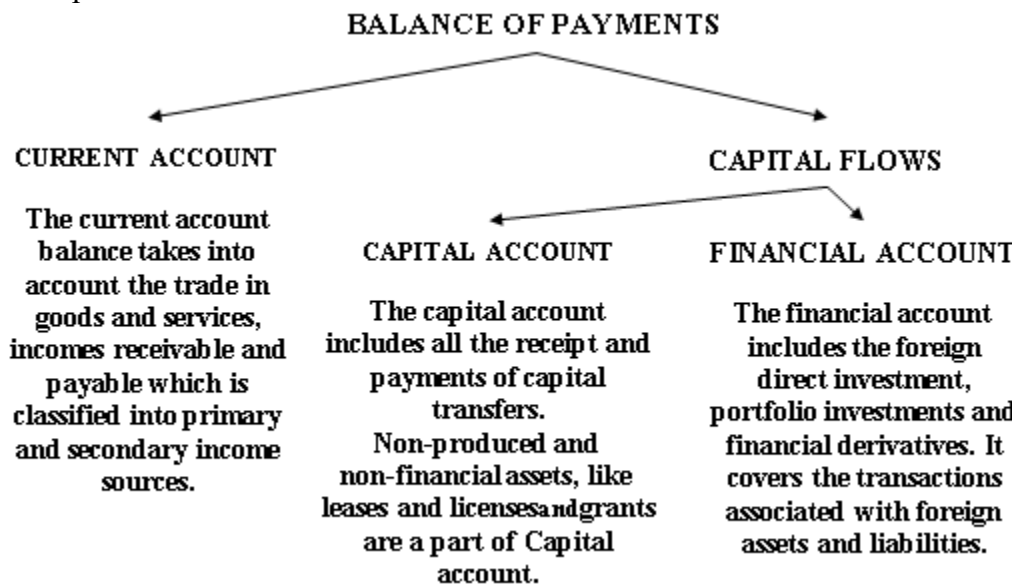 BALANCE OF PAYMENTS
CURRENT ACCOUNT
The current account
balance takes into
account the trade in
goods and services,
incomes receivable and
payable which is
classified into primary
and secondary income
sources.
CAPITAL FLOWS
CAPITAL ACCOUNT
The capital account
includes all the receipt and
payments of capital
transfers.
Non-produced and
non-financial assets, like
leases and licensesandgrants
are a part of Capital
account.
FINANCIAL ACCOUNT
The financial account
includes the foreign
direct investment,
portfolio investments and
financial derivatives. It
covers the transactions
associated with foreign
assets and liabilities.